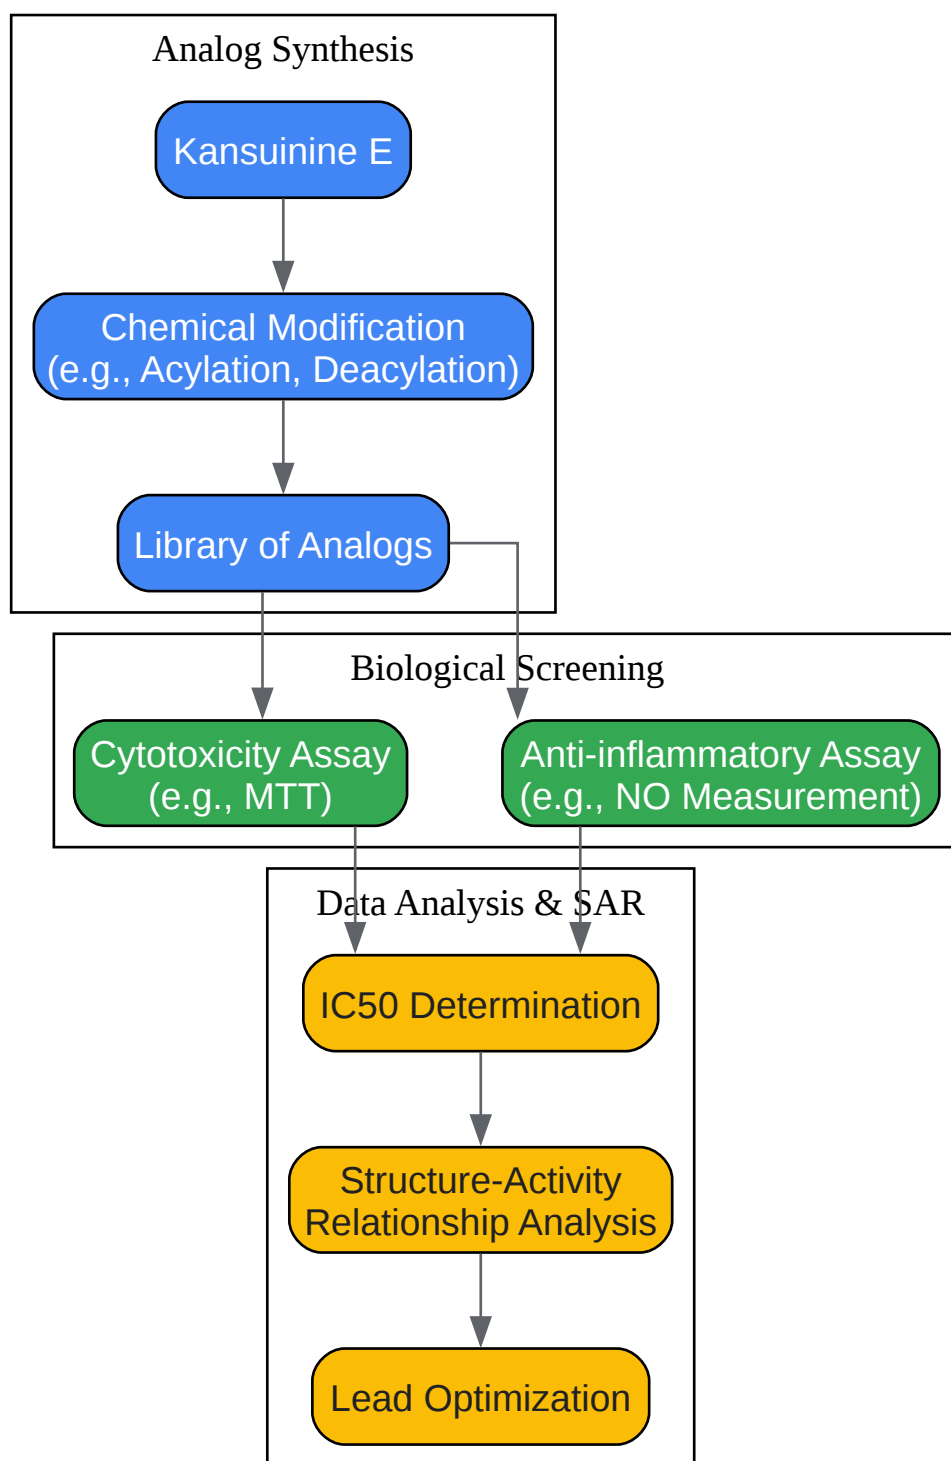 Analog Synthesis
Kansuinine E
Chemical Modification
(e.g., Acylation, Deacylation)
Library of Analogs
Biological Screening
Cytotoxicity Assay
(e.g., MTT)
Anti-inflammatory Assay
(e.g., NO Measurement)
Data Analysis & SAR
IC50 Determination
Structure-Activity
Relationship Analysis
Lead Optimization